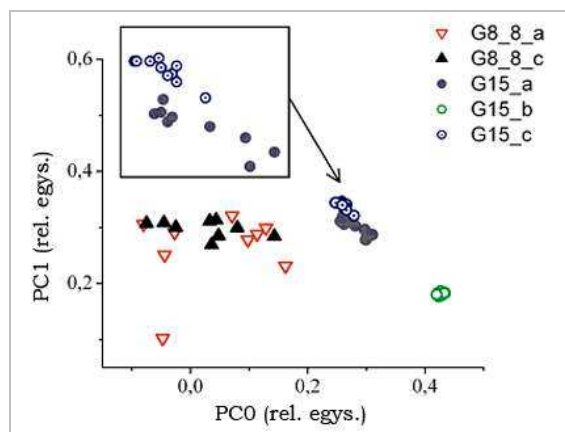 G8_8_a
G8_8_c
G15_a
G15_b
G15_c
0,6
0,4
0,2
PC1 (rel. egys.)
0,0 0,2 0,4
PC0 (rel. egys.)